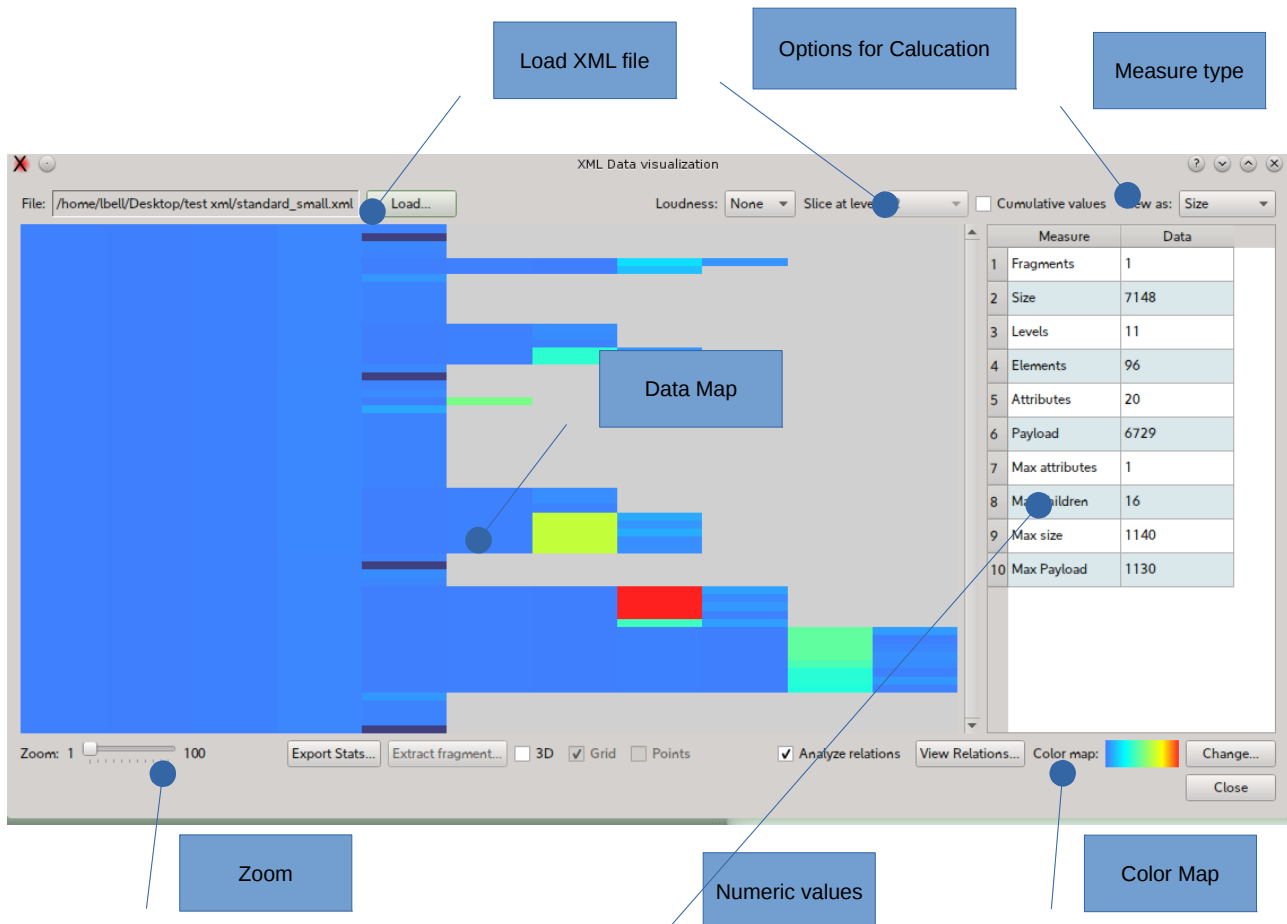 Load XML file
Options for Calucation
Measure type
XML Data visualization
File: /home/lbell/Desktop/test xml/standard_small.xml Load... Loudness: None Slice at level: Cumulative values as: Size
Measure Data
1 Fragments 1
2 Size 7148
3 Levels 11
4 Elements 96
5 Attributes 20
6 Payload 6729
7 Max attributes 1
8 Max children 16
9 Max size 1140
10 Max Payload 1130
Data Map
Zoom: 1 100 Export Stats... Extract fragment... 3D Grid Points Analyze relations View Relations... Color map: Change...
Close
Zoom
Numeric values
Color Map